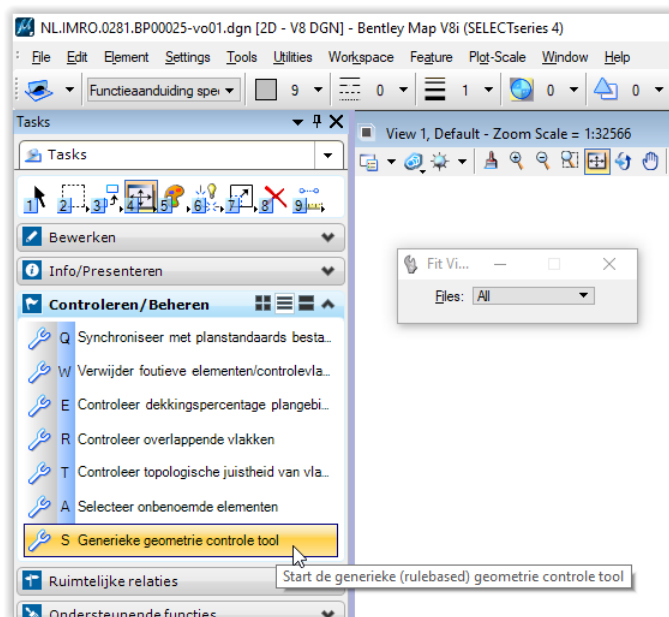 NL.IMRO.0281.BP00025-vo01.dgn [2D - V8 DGN] - Bentley Map V8i (SELECTseries 4)
File Edit Element Settings Tools Utilities Workspace Feature Plot-Scale Window Help
Functieaanduiding spe 9 0 1 0 0
Tasks
View 1, Default - Zoom Scale = 1:32566
Tasks
1 2 3 4 5 6 7 8 9
Bewerken
Fit Vi...
Info/Presenteren
Files: All
Controleren/Beheren
Q Synchroniseer met planstandaards besta...
W Verwijder foutieve elementen/controlevla...
E Controleer dekkingspercentage plangebi...
R Controleer overlappende vlakken
T Controleer topologische juistheid van vla...
A Selecteer onbenoemde elementen
S Generieke geometrie controle tool
Start de generieke (rulebased) geometrie controle tool
Ruimtelijke relaties
Ondersteunende functies